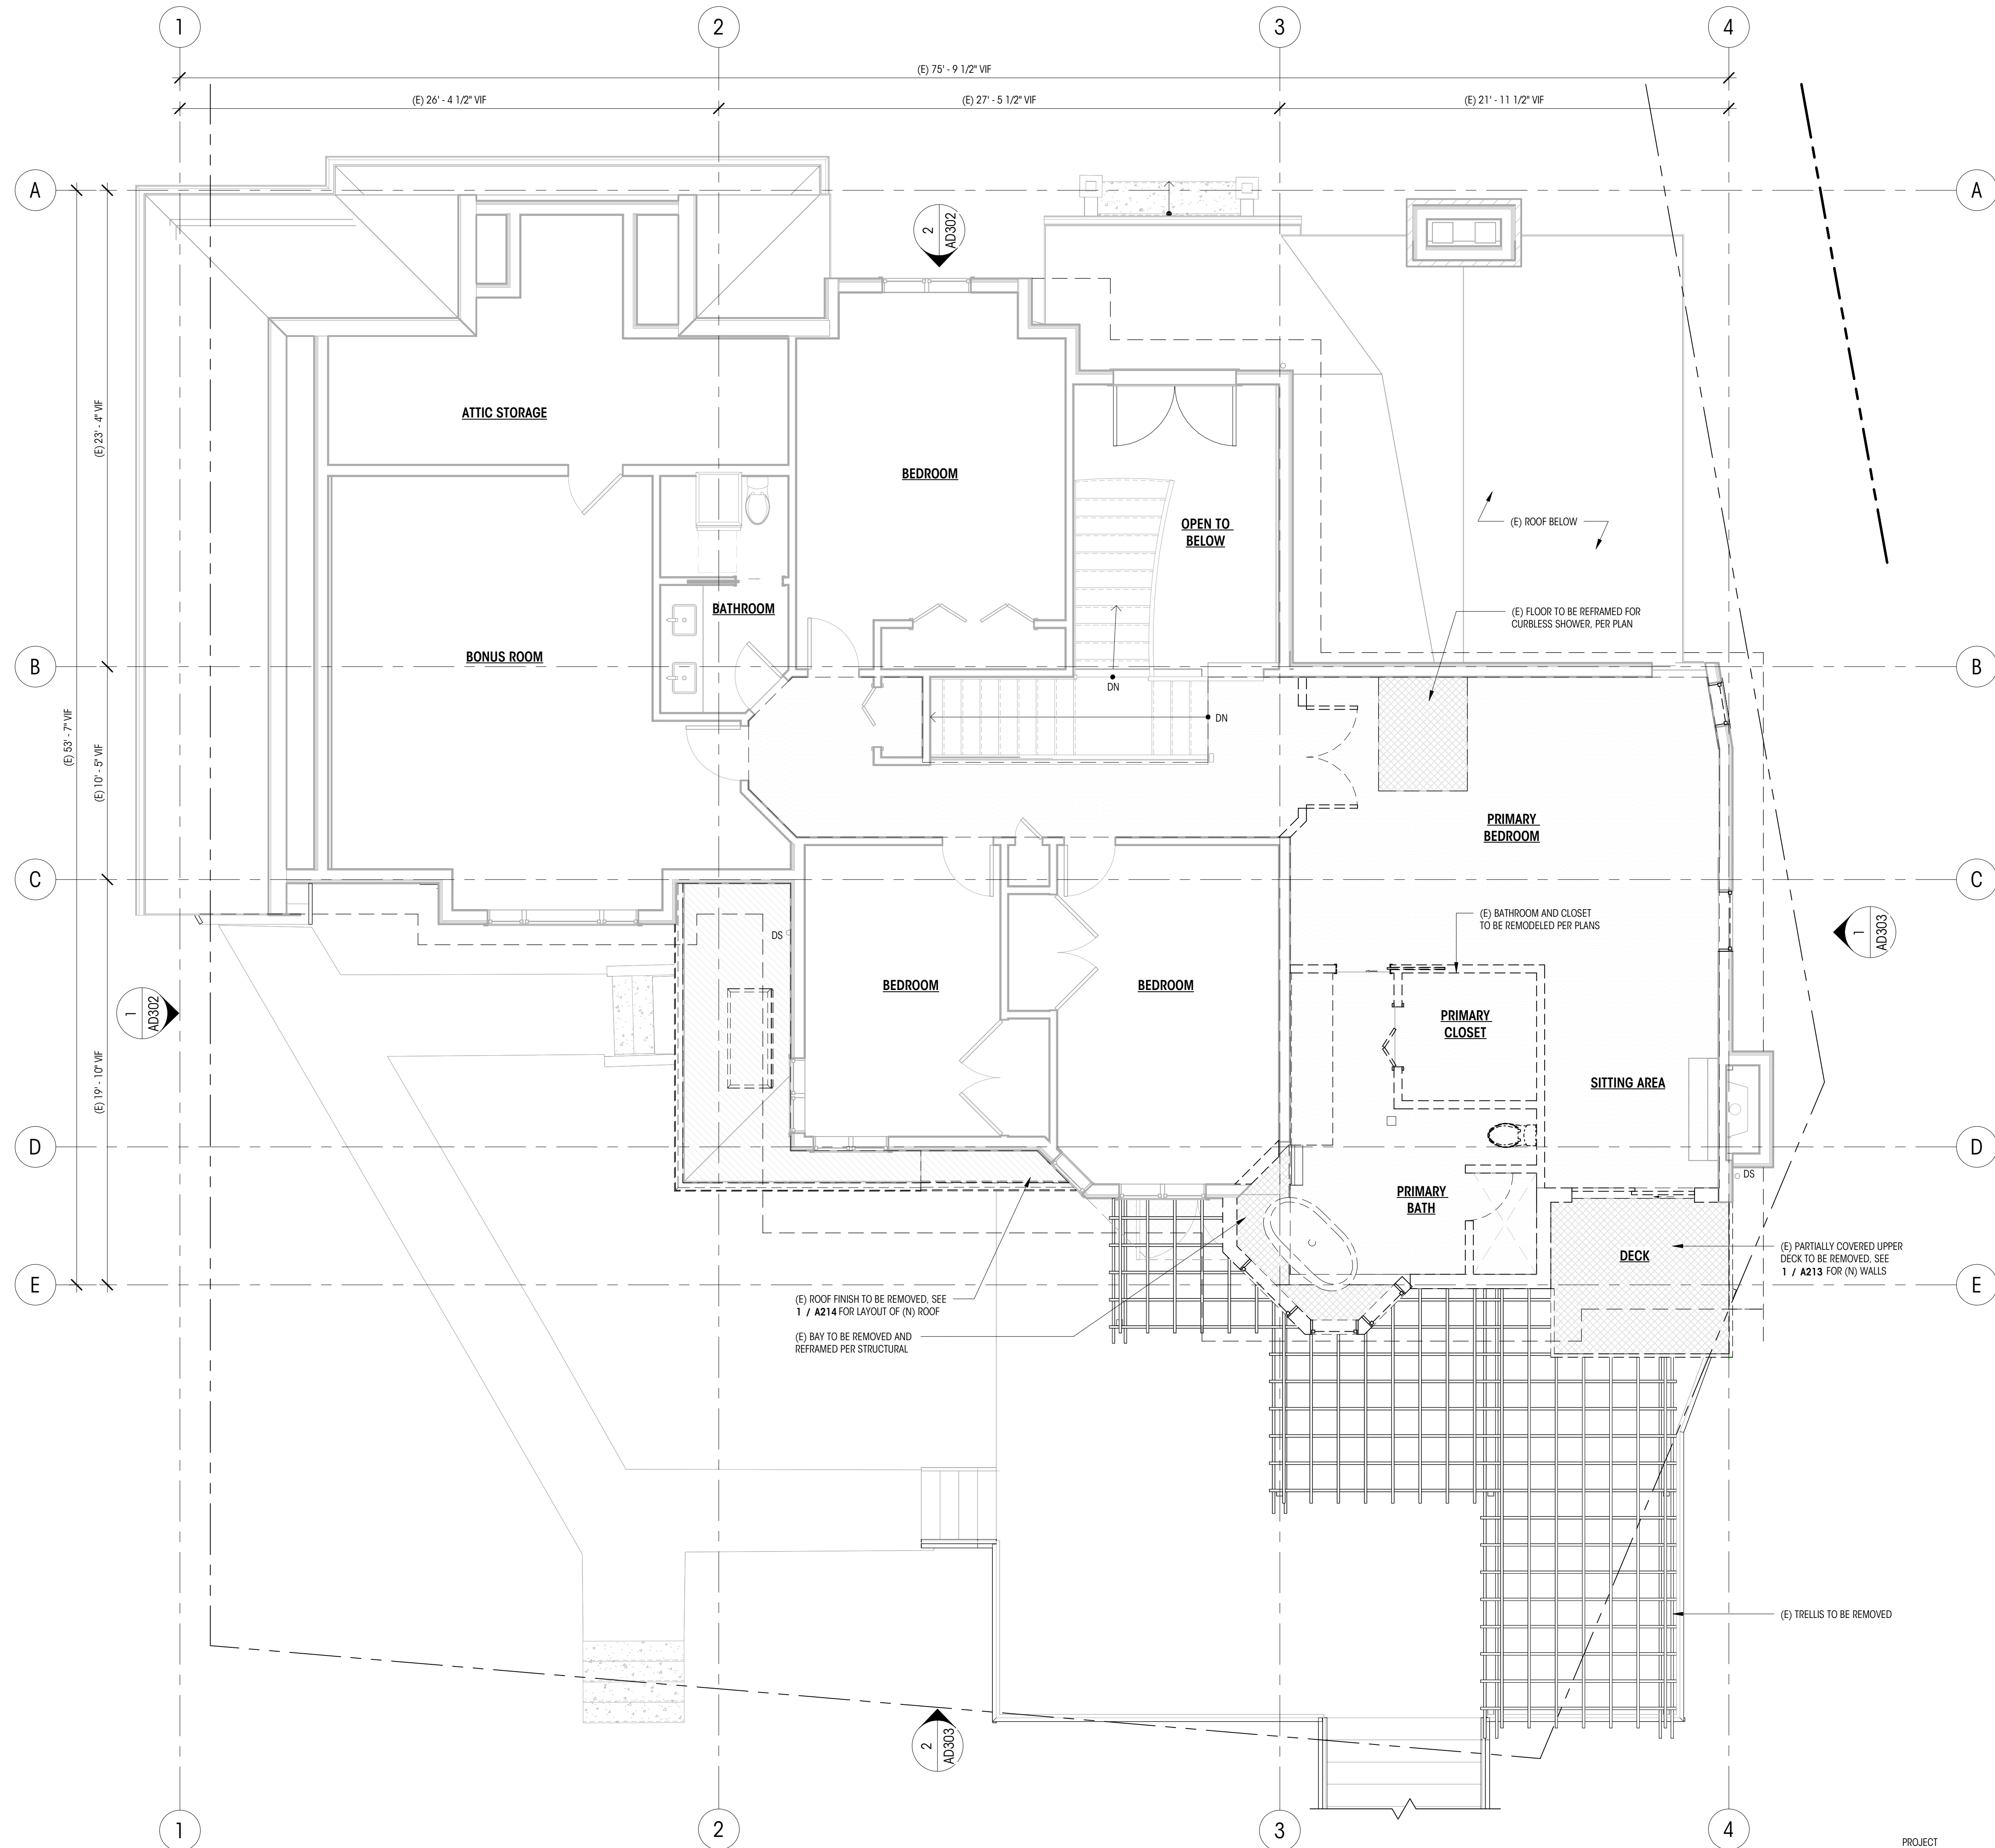 1
2
3
4
(E) 75' - 9 1/2" VIF
(E) 26' - 4 1/2" VIF
(E) 27' - 5 1/2" VIF
(E) 21' - 11 1/2" VIF
A
A
2
AD302
(E) 23' - 4" VIF
ATTIC STORAGE
BEDROOM
OPEN TO
BELOW
(E) ROOF BELOW
BATHROOM
(E) FLOOR TO BE REFRAMED FOR
CURBLESS SHOWER, PER PLAN
BONUS ROOM
B
B
DN
DN
(E) 53' - 7" VIF
(E) 10' - 5" VIF
PRIMARY
BEDROOM
C
C
(E) BATHROOM AND CLOSET
TO BE REMODELED PER PLANS
DS
1
AD303
BEDROOM
BEDROOM
1
AD302
PRIMARY
CLOSET
(E) 19' - 10" VIF
SITTING AREA
D
D
DS
PRIMARY
BATH
DECK
(E) PARTIALLY COVERED UPPER
DECK TO BE REMOVED, SEE
1 / A213 FOR (N) WALLS
E
E
(E) ROOF FINISH TO BE REMOVED, SEE
1 / A214 FOR LAYOUT OF (N) ROOF
(E) BAY TO BE REMOVED AND
REFRAMED PER STRUCTURAL
(E) TRELLIS TO BE REMOVED
2
AD303
1
2
3
4
PROJECT